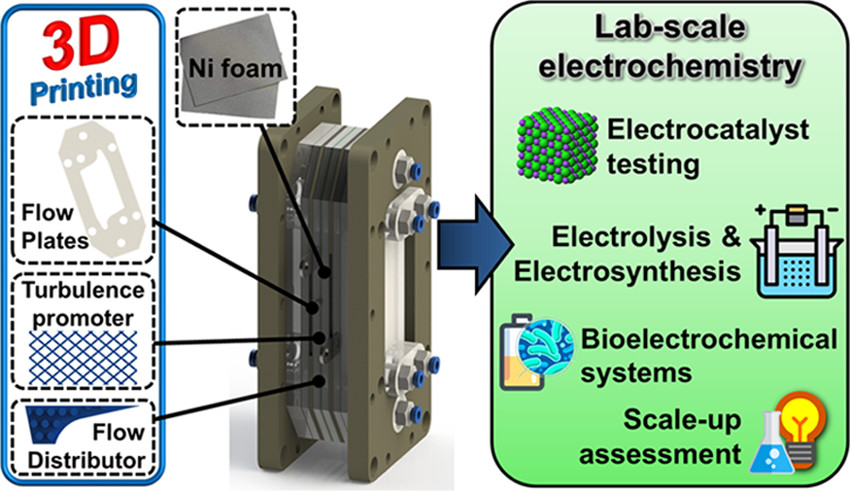 3D
Printing
Flow
Plates
Turbulence
promoter
Flow
Distributor
Ni foam
Lab-scale
electrochemistry
Electrocatalyst
testing
+ -
Electrolysis &
Electrosynthesis
Bioelectrochemical
systems
Scale-up
assessment